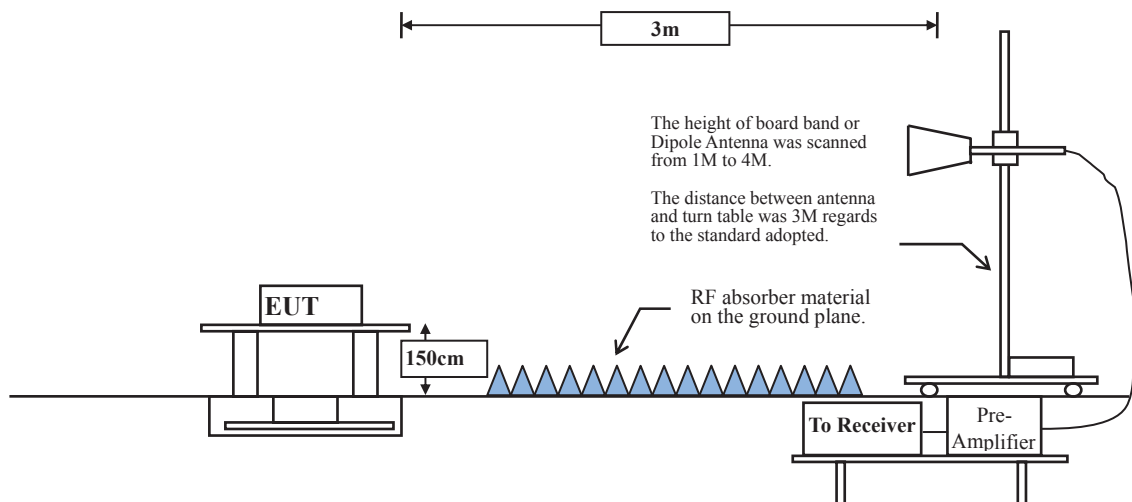 3m
The height of board band or
Dipole Antenna was scanned
from 1M to 4M.
The distance between antenna
and turn table was 3M regards
to the standard adopted.
RF absorber material
on the ground plane.
EUT
150cm
To Receiver
Pre-
Amplifier